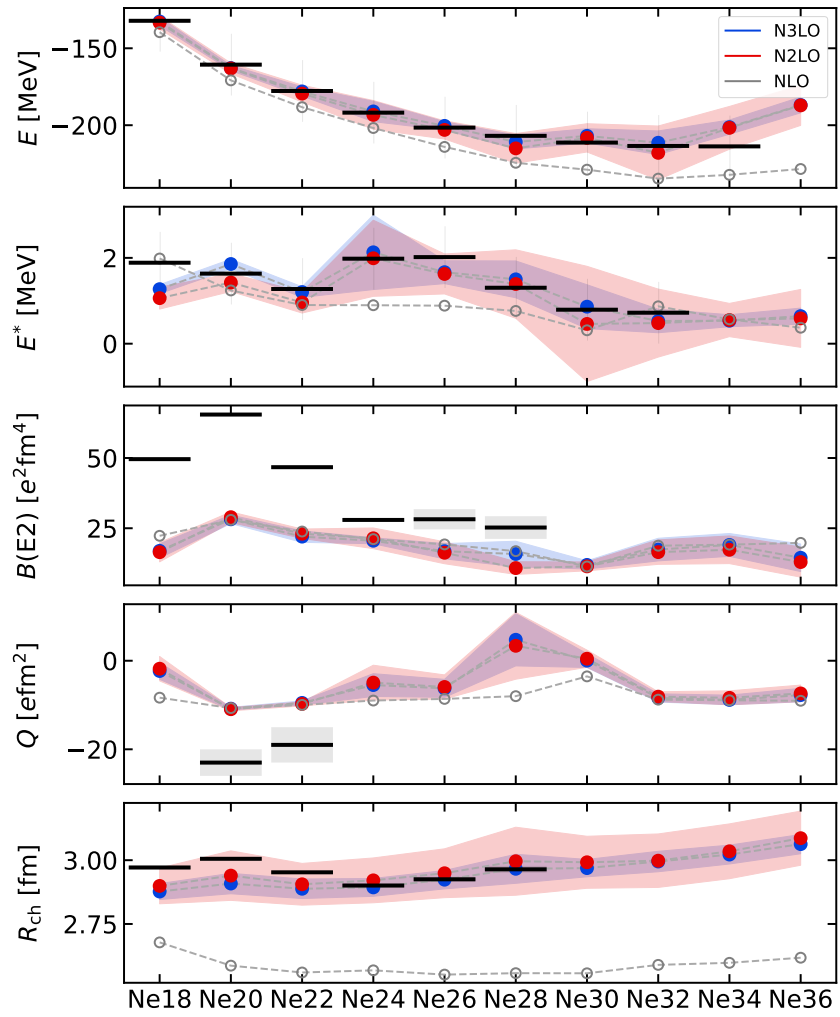 −150
−200
E [MeV]
N3LO
N2LO
NLO
2
0
E* [MeV]
50
25
B(E2) [e²fm⁴]
0
−20
Q [efm²]
3.00
2.75
R_ch [fm]
Ne18 Ne20 Ne22 Ne24 Ne26 Ne28 Ne30 Ne32 Ne34 Ne36